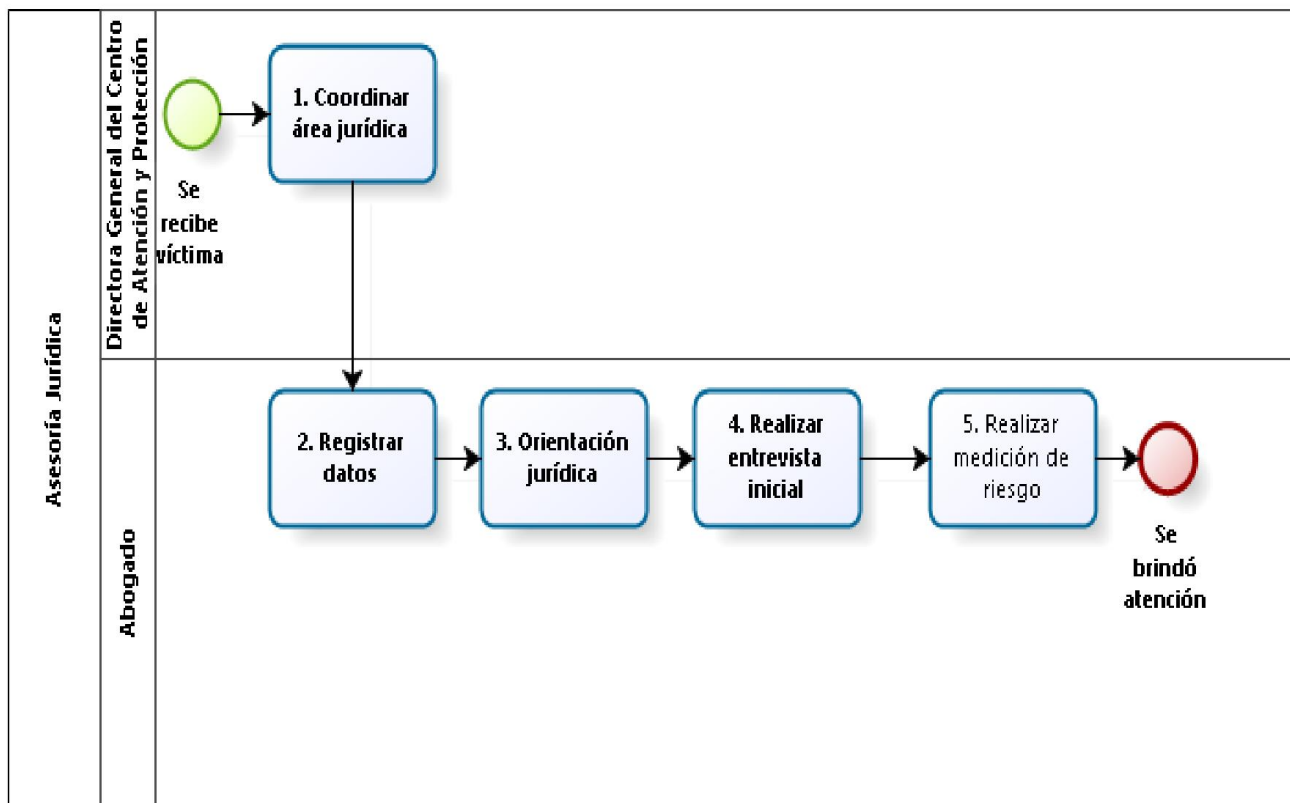 Asesoría Jurídica
Directora General del Centro
de Atención y Protección
Se
recibe
víctima
1. Coordinar
área jurídica
Abogado
2. Registrar
datos
3. Orientación
jurídica
4. Realizar
entrevista
inicial
5. Realizar
medición de
riesgo
Se
brindó
atención